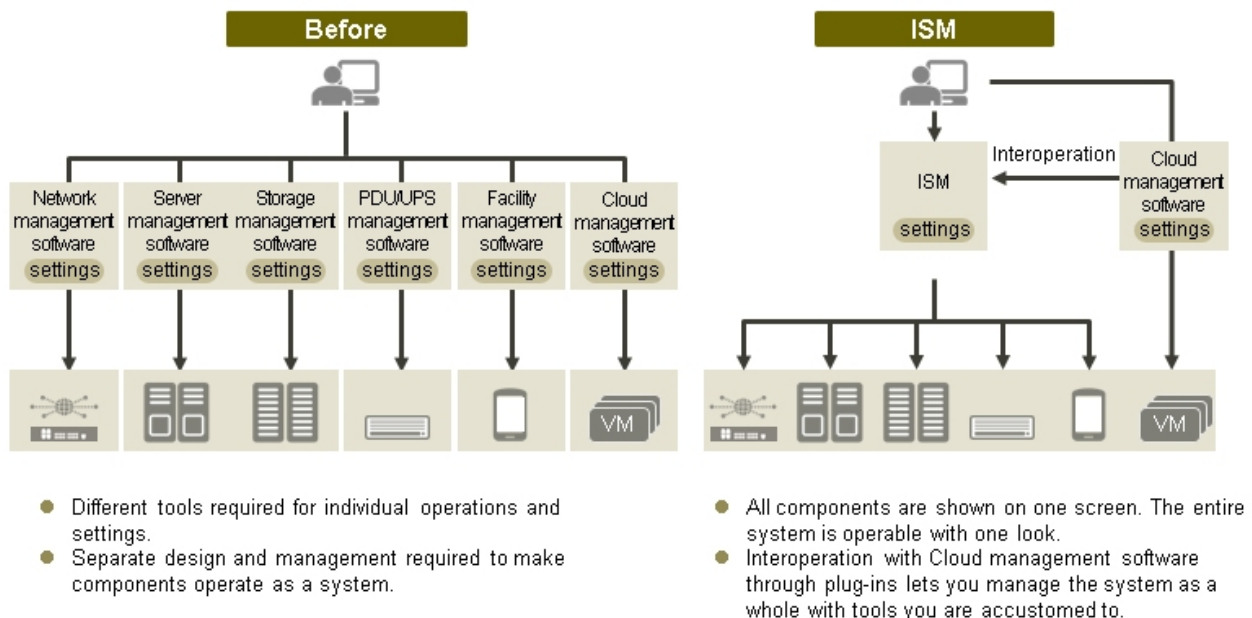 Before
Network
management
software
settings
Server
management
software
settings
Storage
management
software
settings
PDU/UPS
management
software
settings
Facility
management
software
settings
Cloud
management
software
settings
VM
Different tools required for individual operations and
settings.
Separate design and management required to make
components operate as a system.
ISM
ISM
settings
Interoperation
Cloud
management
software
settings
VM
All components are shown on one screen. The entire
system is operable with one look.
Interoperation with Cloud management software
through plug-ins lets you manage the system as a
whole with tools you are accustomed to.